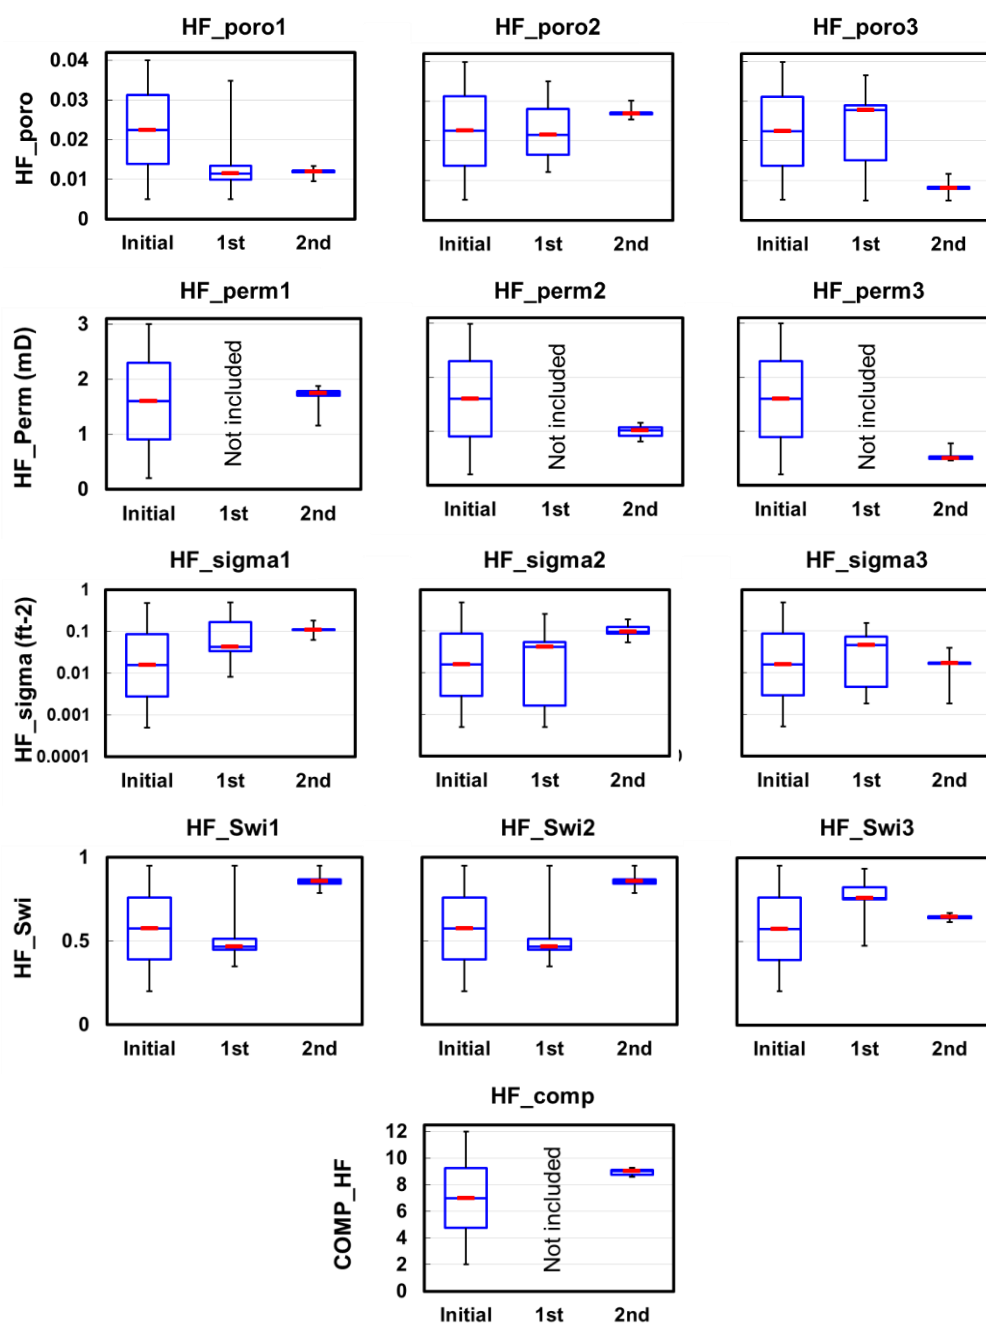 HF_poro1 HF_poro2 HF_poro3
HF_poro
0.04
0.03
0.02
0.01
0
Initial 1st 2nd Initial 1st 2nd Initial 1st 2nd
HF_perm1 HF_perm2 HF_perm3
HF_Perm (mD)
3
2
1
0
Not included
Not included
Not included
Initial 1st 2nd Initial 1st 2nd Initial 1st 2nd
HF_sigma1 HF_sigma2 HF_sigma3
HF_sigma (ft-2)
1
0.1
0.01
0.001
0.0001
Initial 1st 2nd Initial 1st 2nd Initial 1st 2nd
HF_Swi1 HF_Swi2 HF_Swi3
HF_Swi
1
0.5
0
Initial 1st 2nd Initial 1st 2nd Initial 1st 2nd
HF_comp
COMP_HF
12
10
8
6
4
2
0
Not included
Initial 1st 2nd